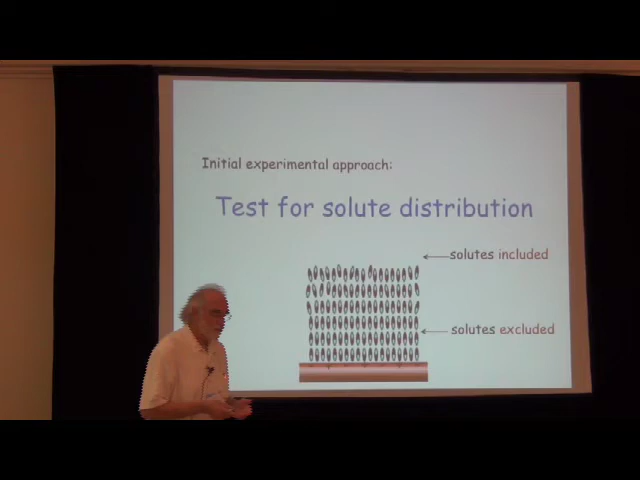 Initial experimental approach:
Test for solute distribution
solutes included
solutes excluded